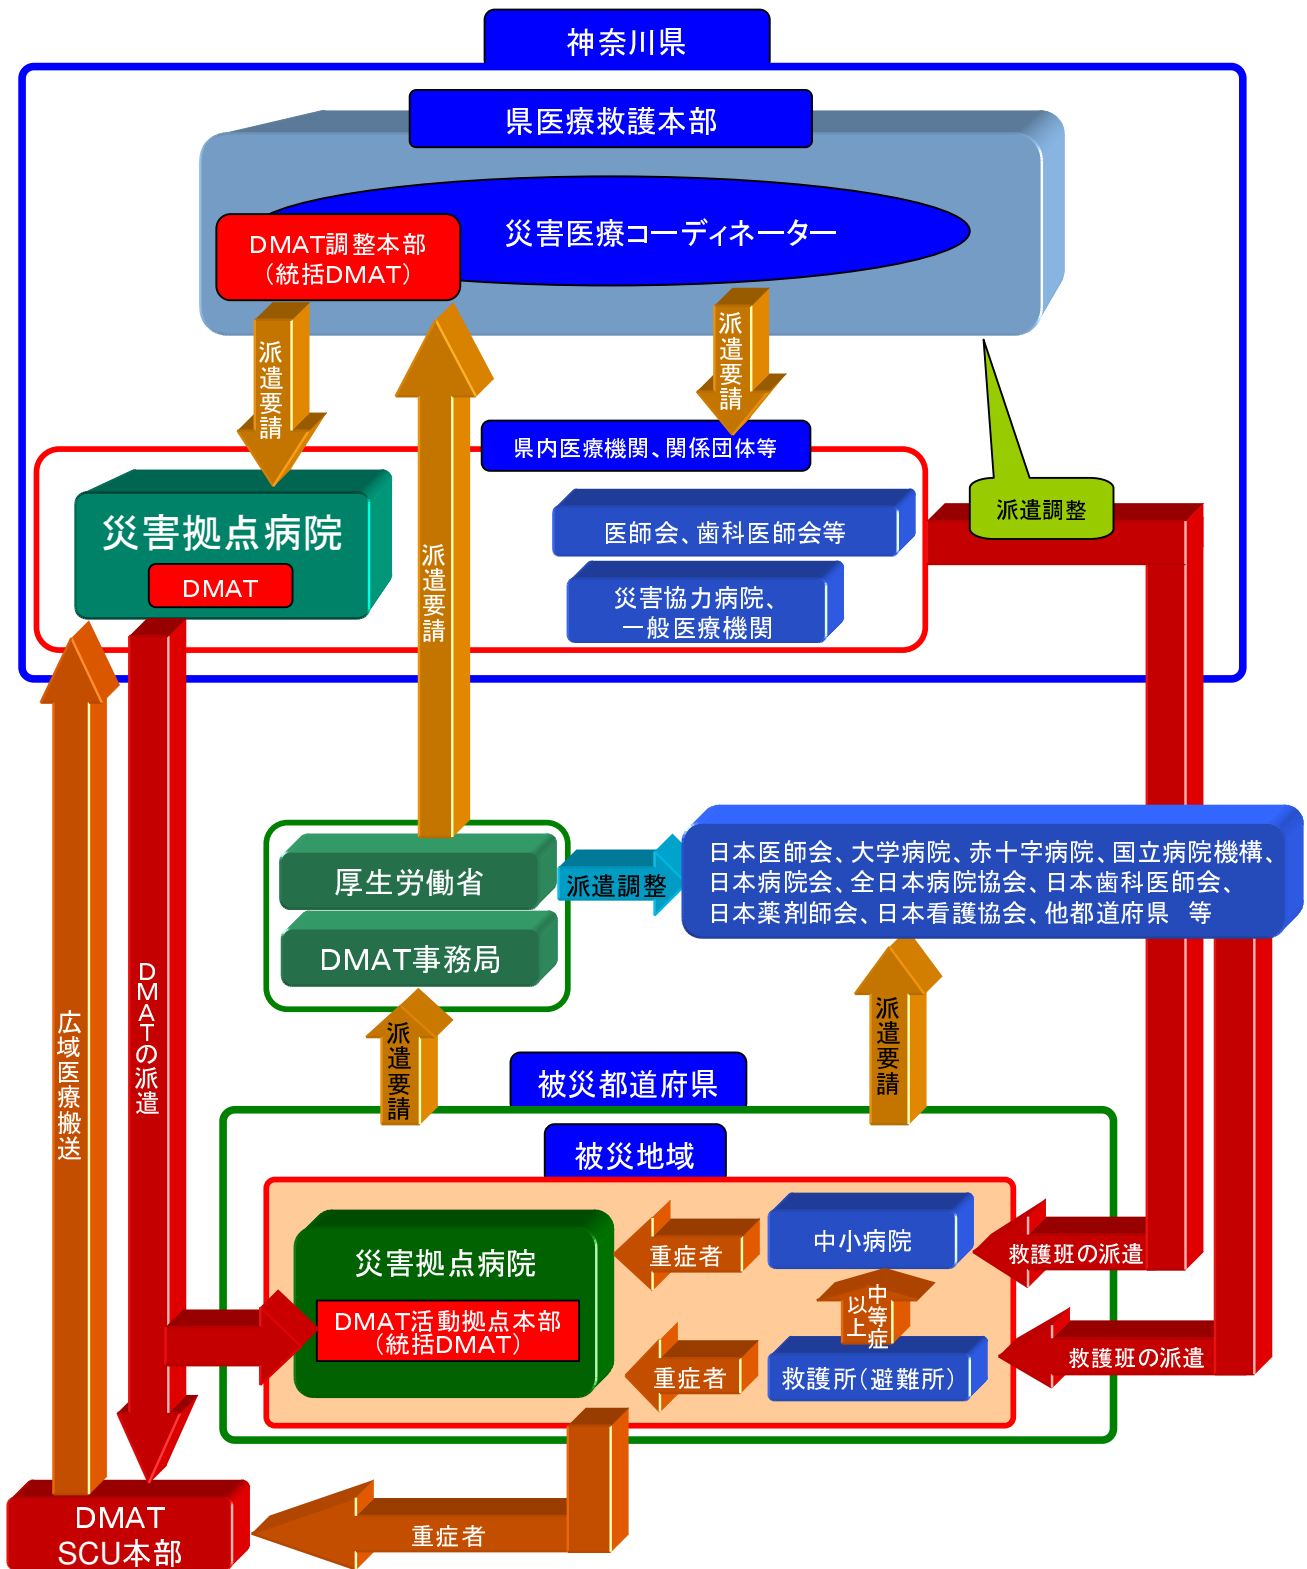 神奈川県
県医療救護本部
災害医療コーディネーター
DMAT調整本部
（統括DMAT）
派遣要請
派遣要請
派遣要請
県内医療機関、関係団体等
災害拠点病院
DMAT
医師会、歯科医師会等
災害協力病院、
一般医療機関
派遣調整
厚生労働省
DMAT事務局
派遣調整
日本医師会、大学病院、赤十字病院、国立病院機構、
日本病院会、全日本病院協会、日本歯科医師会、
日本薬剤師会、日本看護協会、他都道府県　等
DMATの派遣
広域医療搬送
派遣要請
派遣要請
被災都道府県
被災地域
災害拠点病院
DMAT活動拠点本部
（統括DMAT）
重症者
中小病院
救護班の派遣
中等症
以上
重症者
救護所（避難所）
救護班の派遣
重症者
DMAT
SCU本部